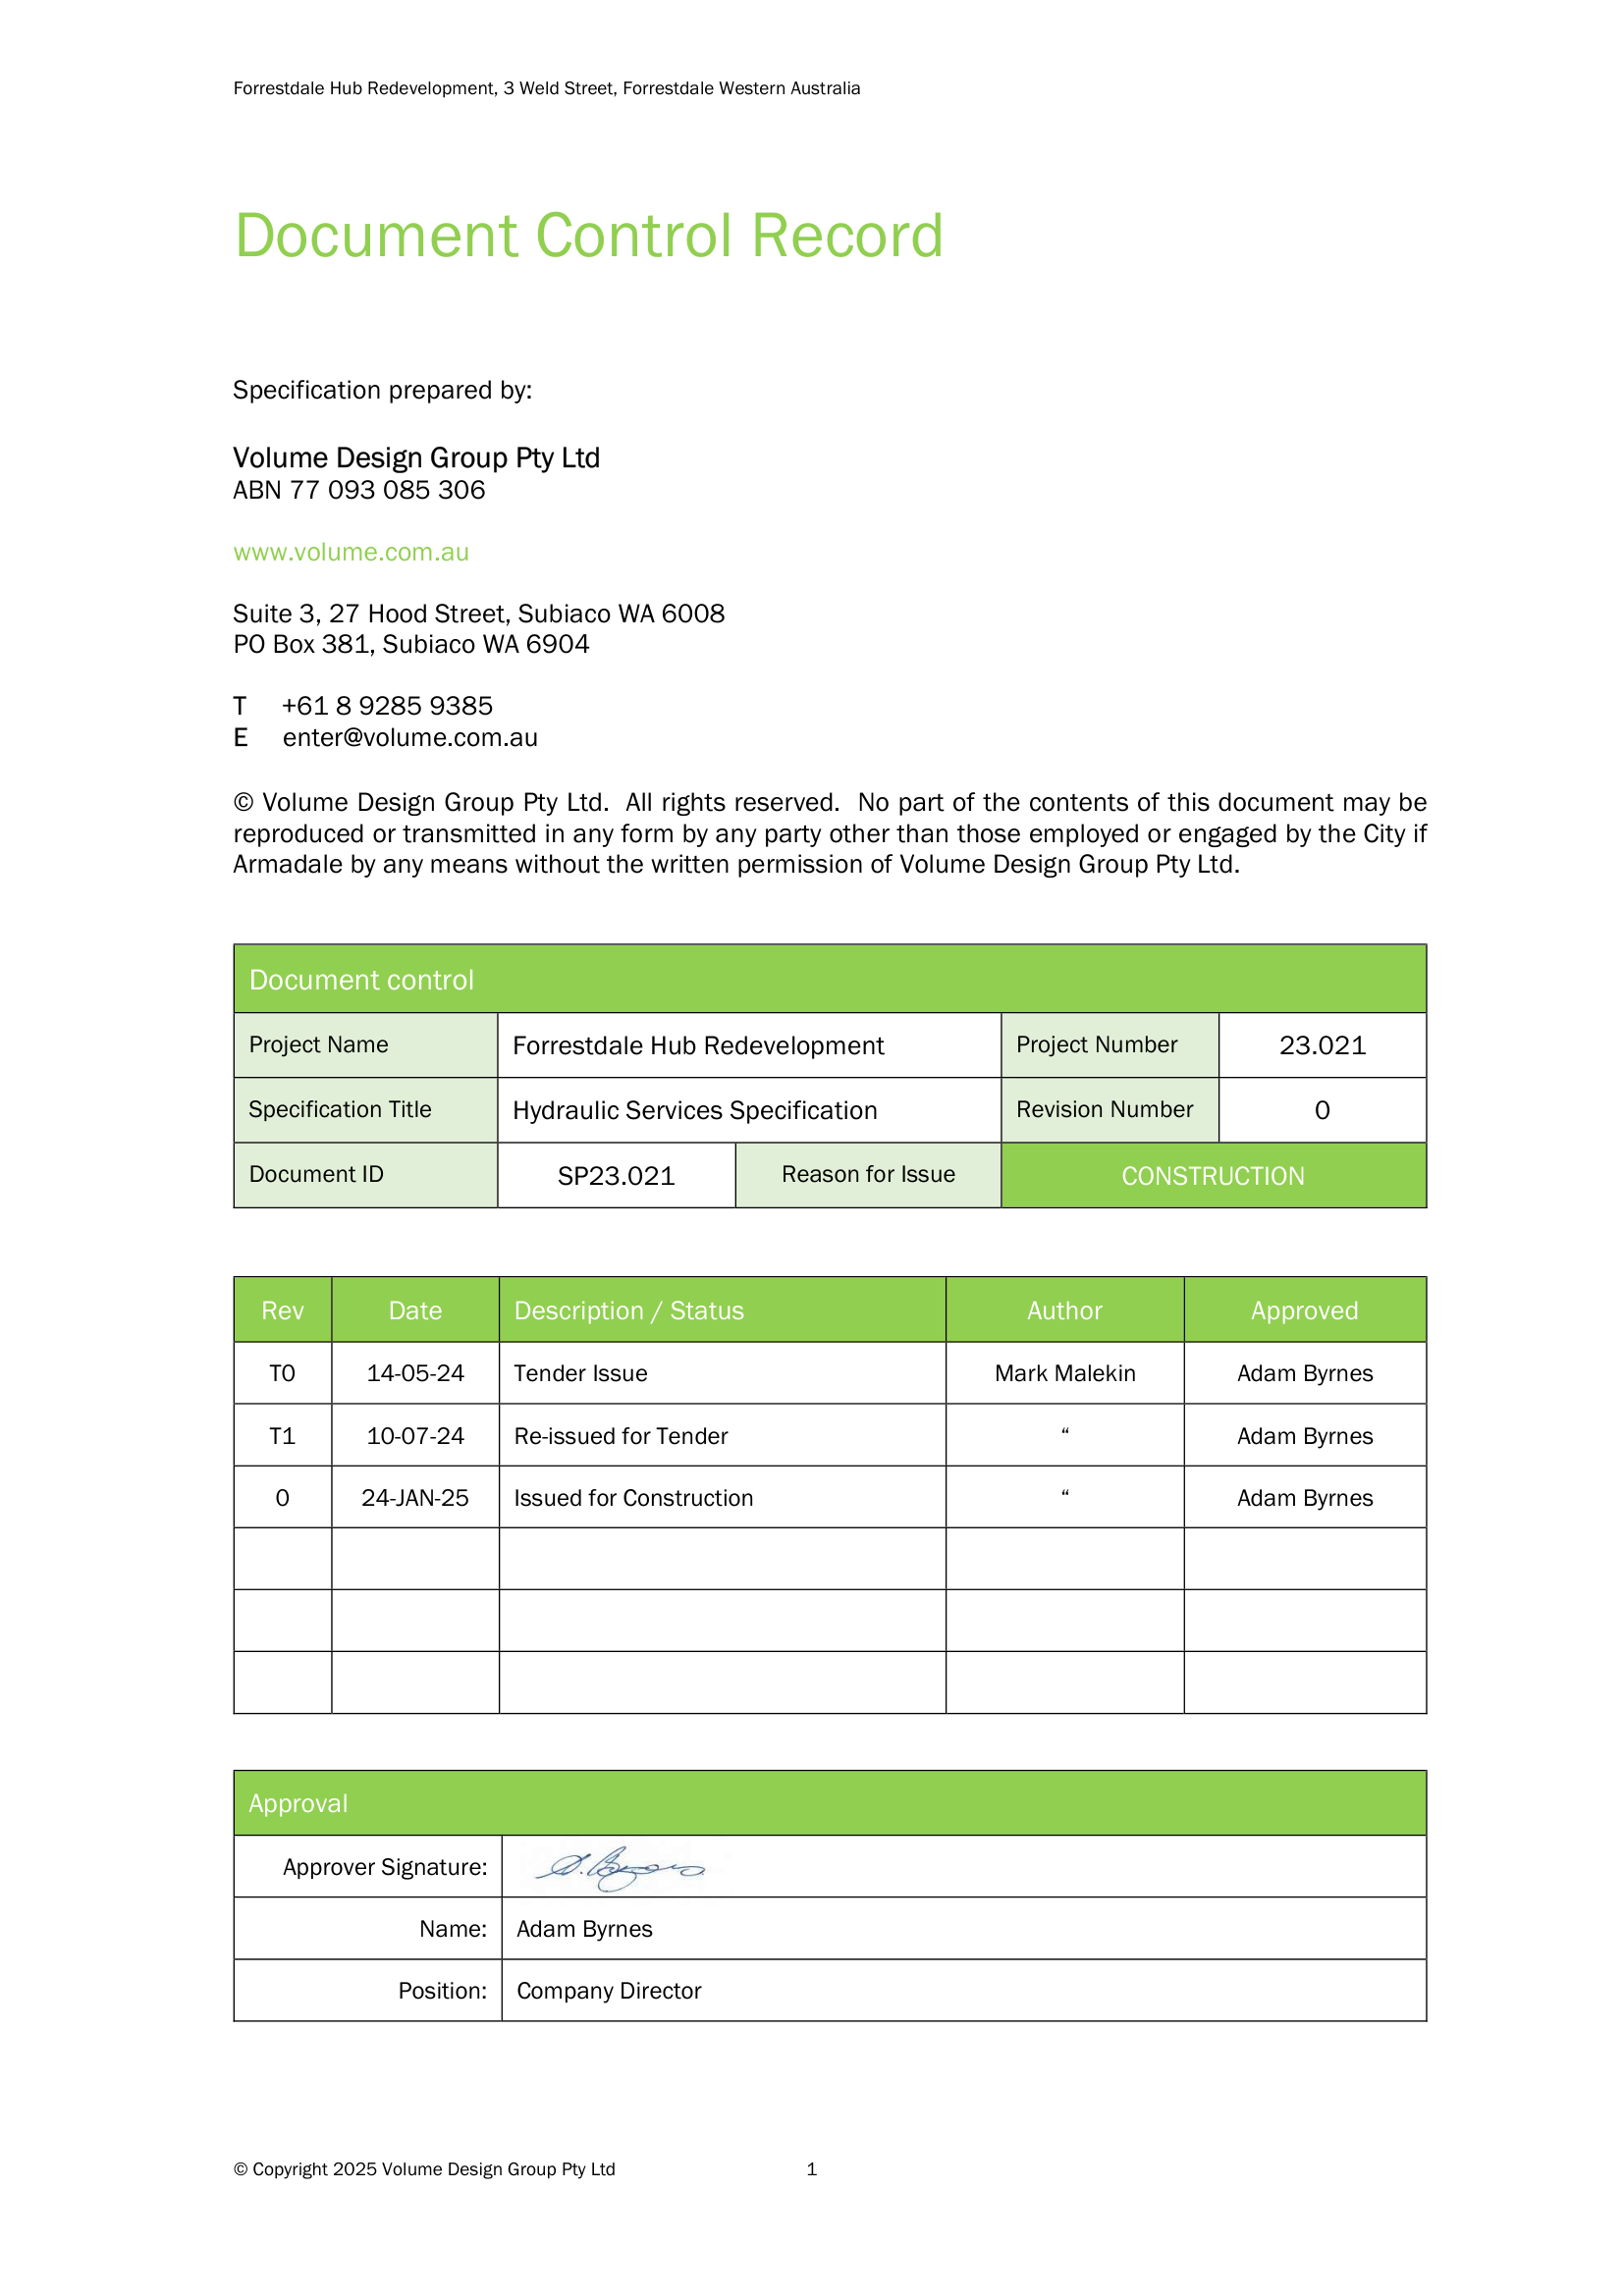 Forrestdale Hub Redevelopment, 3 Weld Street, Forrestdale Western Australia
Document Control Record
Specification prepared by:
Volume Design Group Pty Ltd
ABN 77 093 085 306
www.volume.com.au
Suite 3, 27 Hood Street, Subiaco WA 6008
PO Box 381, Subiaco WA 6904
T +61 8 9285 9385
E enter@volume.com.au
© Volume Design Group Pty Ltd. All rights reserved. No part of the contents of this document may be
reproduced or transmitted in any form by any party other than those employed or engaged by the City if
Armadale by any means without the written permission of Volume Design Group Pty Ltd.
Document control
Project Name Forrestdale Hub Redevelopment Project Number 23.021
Specification Title Hydraulic Services Specification Revision Number 0
Document ID SP23.021 Reason for Issue CONSTRUCTION
Rev Date Description / Status Author Approved
T0 14-05-24 Tender Issue Mark Malekin Adam Byrnes
T1 10-07-24 Re-issued for Tender “ Adam Byrnes
0 24-JAN-25 Issued for Construction “ Adam Byrnes
Approval
Approver Signature:
Name: Adam Byrnes
Position: Company Director
© Copyright 2025 Volume Design Group Pty Ltd 1